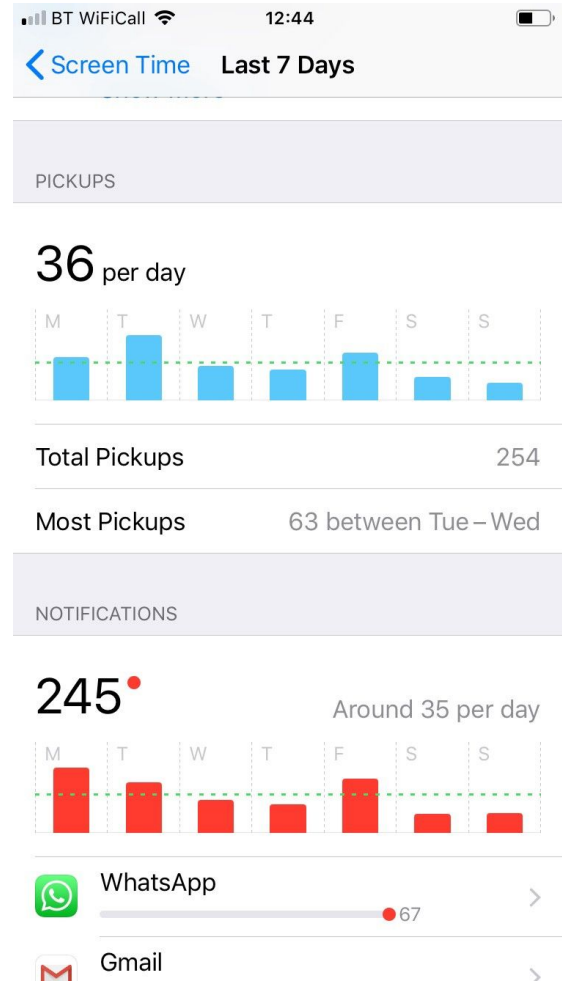 BT WiFiCall 12:44
Screen Time Last 7 Days
PICKUPS
36 per day
M T W T F S S
Total Pickups 254
Most Pickups 63 between Tue – Wed
NOTIFICATIONS
245 Around 35 per day
M T W T F S S
WhatsApp
67
Gmail